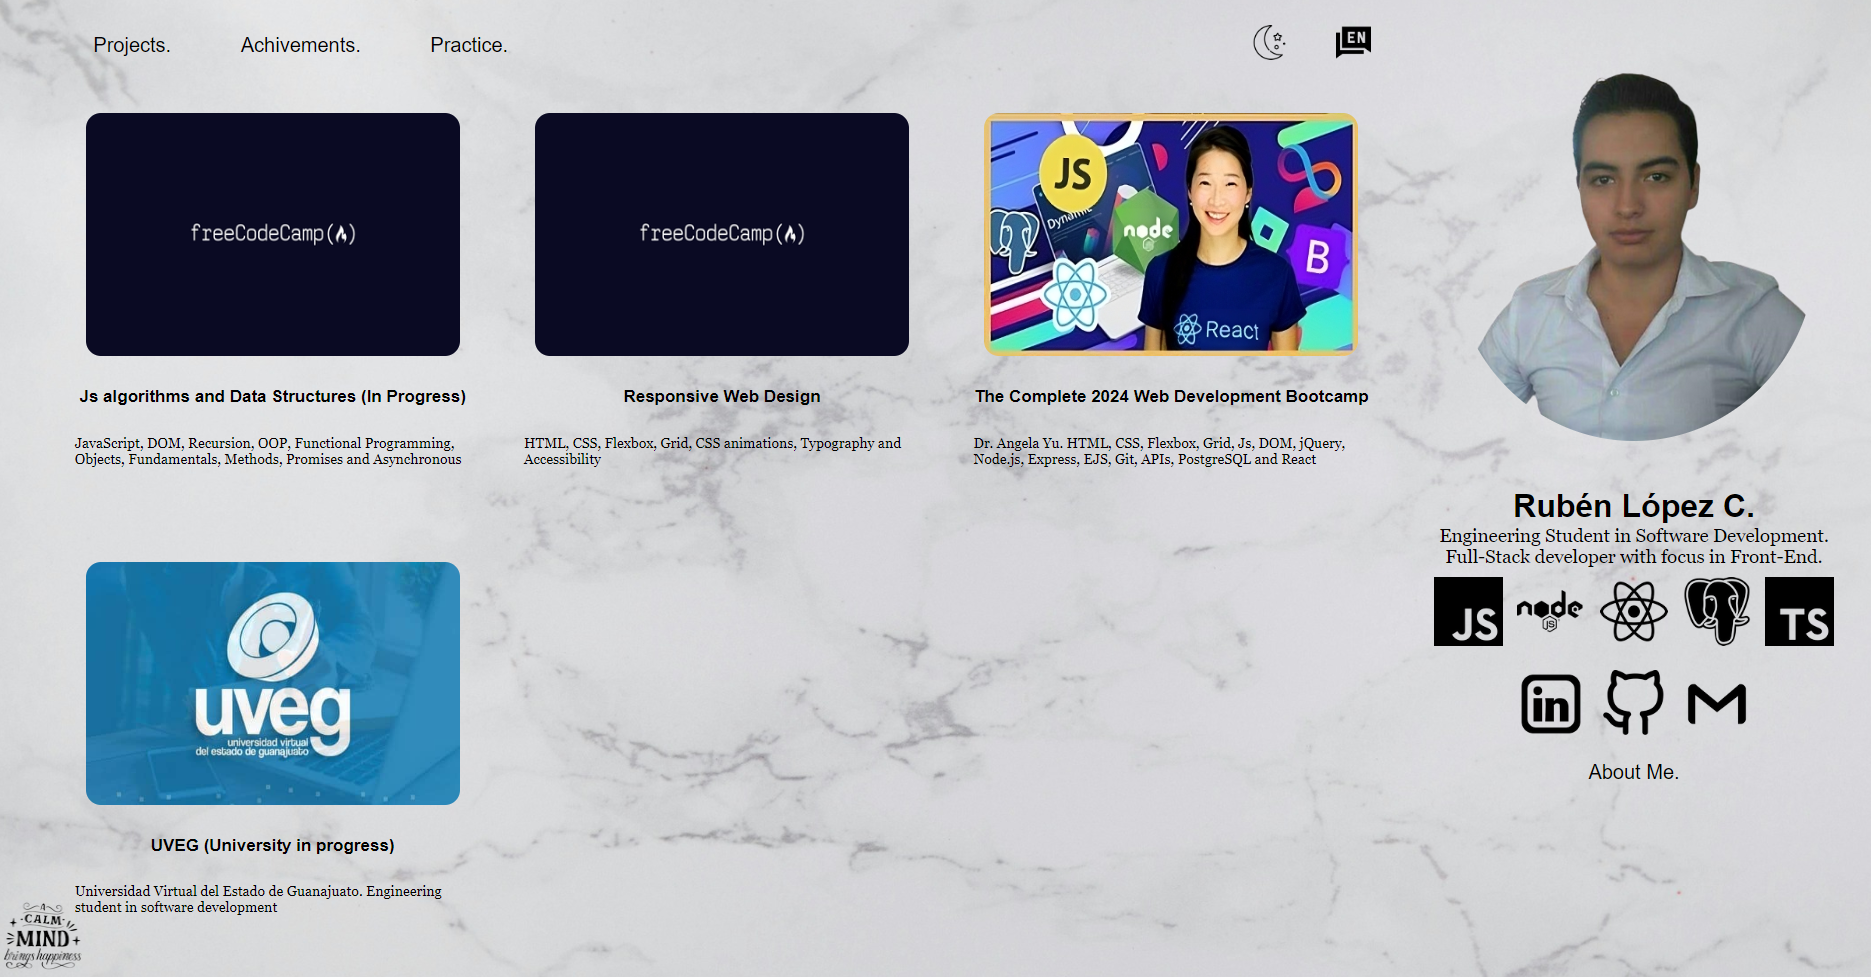 Projects.
Achivements.
Practice.
EN
freeCodeCamp
freeCodeCamp
JS
Dynamic
node
JS
B
React
Js algorithms and Data Structures (In Progress)
JavaScript, DOM, Recursion, OOP, Functional Programming,
Objects, Fundamentals, Methods, Promises and Asynchronous
Responsive Web Design
HTML, CSS, Flexbox, Grid, CSS animations, Typography and
Accessibility
The Complete 2024 Web Development Bootcamp
Dr. Angela Yu. HTML, CSS, Flexbox, Grid, Js, DOM, jQuery,
Node.js, Express, EJS, Git, APIs, PostgreSQL and React
uveg
universidad virtual
del estado de guanajuato
UVEG (University in progress)
Universidad Virtual del Estado de Guanajuato. Engineering
student in software development
A
CALM
MIND
brings happiness
Rubén López C.
Engineering Student in Software Development.
Full-Stack developer with focus in Front-End.
JS
node
JS
TS
in
About Me.